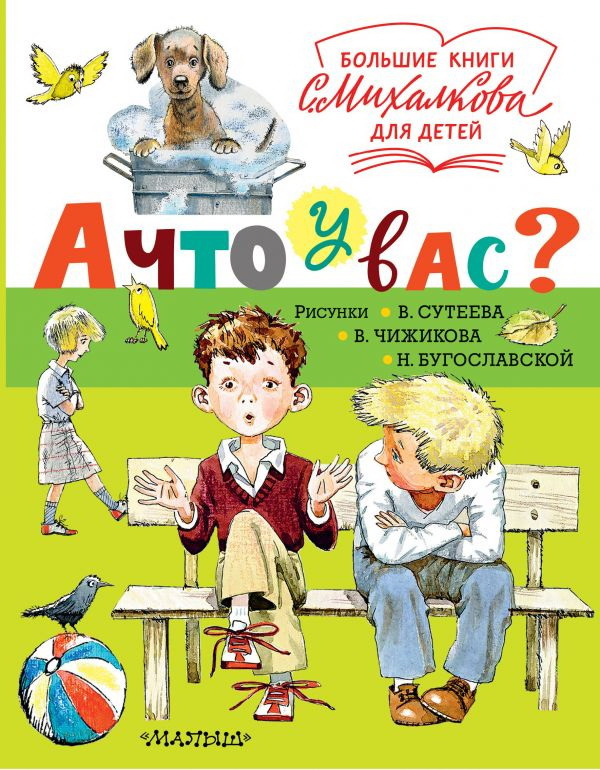 БОЛЬШИЕ КНИГИ
С. Михалкова
ДЛЯ ДЕТЕЙ
А ЧТО У ВАС?
Рисунки • В. СУТЕЕВА
• В. ЧИЖИКОВА
• Н. БУГОСЛАВСКОЙ
«МАЛЫШ»